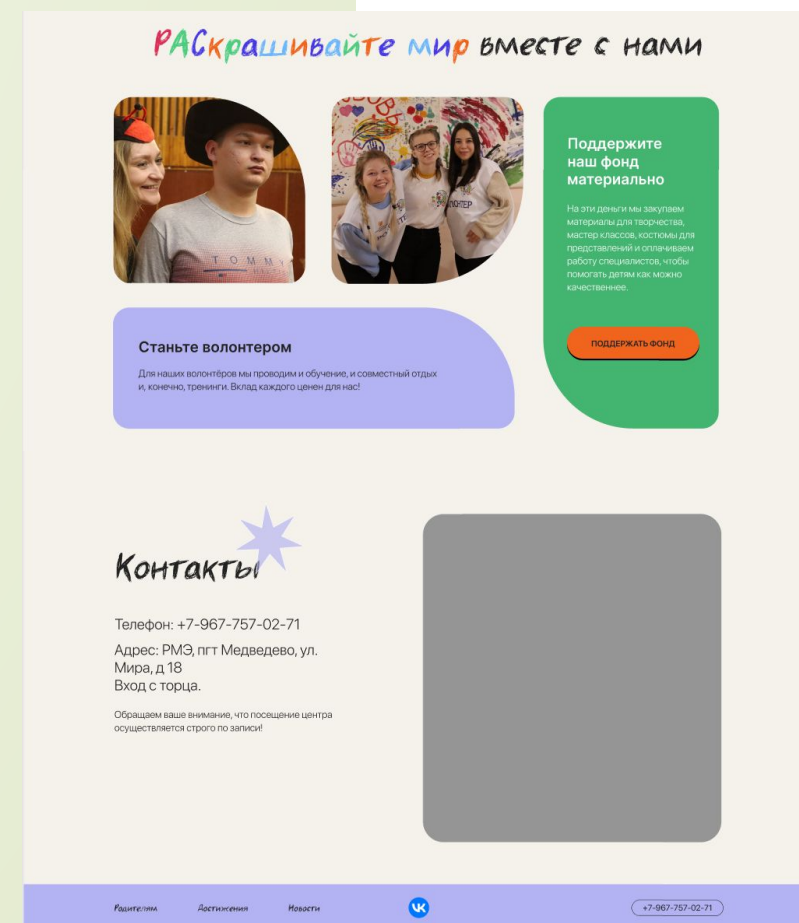 РАСкрашивайте мир вместе с нами
TOMMY
Поддержите
наш фонд
материально
На эти деньги мы закупаем
материалы для творчества,
мастер классов, костюмы для
представлений и оплачиваем
работу специалистов, чтобы
помогать детям как можно
качественнее.
ПОДДЕРЖАТЬ ФОНД
Станьте волонтером
Для наших волонтёров мы проводим и обучение, и совместный отдых
и, конечно, тренинги. Вклад каждого ценен для нас!
Контакты
Телефон: +7-967-757-02-71
Адрес: РМЭ, пгт Медведево, ул.
Мира, д 18
Вход с торца.
Обращаем ваше внимание, что посещение центра
осуществляется строго по записи!
Родителям
Достижения
Новости
VK
+7-967-757-02-71